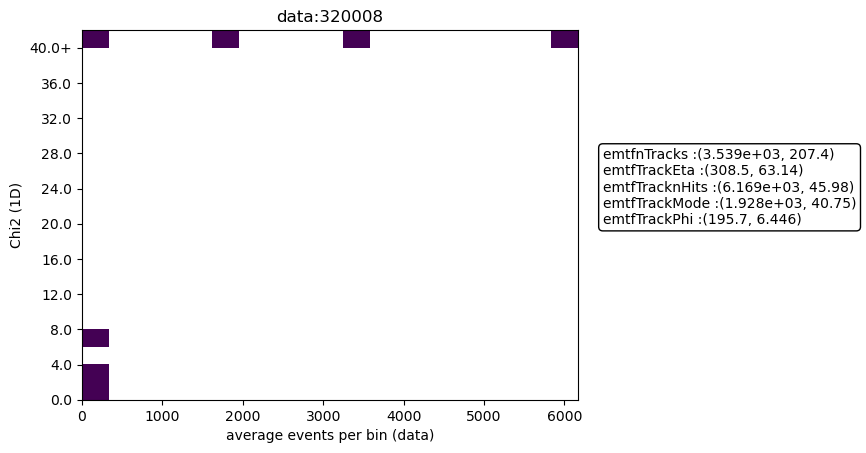 data:320008
40.0+
36.0
32.0
28.0
24.0
20.0
16.0
12.0
8.0
4.0
0.0
Chi2 (1D)
0 1000 2000 3000 4000 5000 6000
average events per bin (data)
emtfnTracks :(3.539e+03, 207.4)
emtfTrackEta :(308.5, 63.14)
emtfTracknHits :(6.169e+03, 45.98)
emtfTrackMode :(1.928e+03, 40.75)
emtfTrackPhi :(195.7, 6.446)